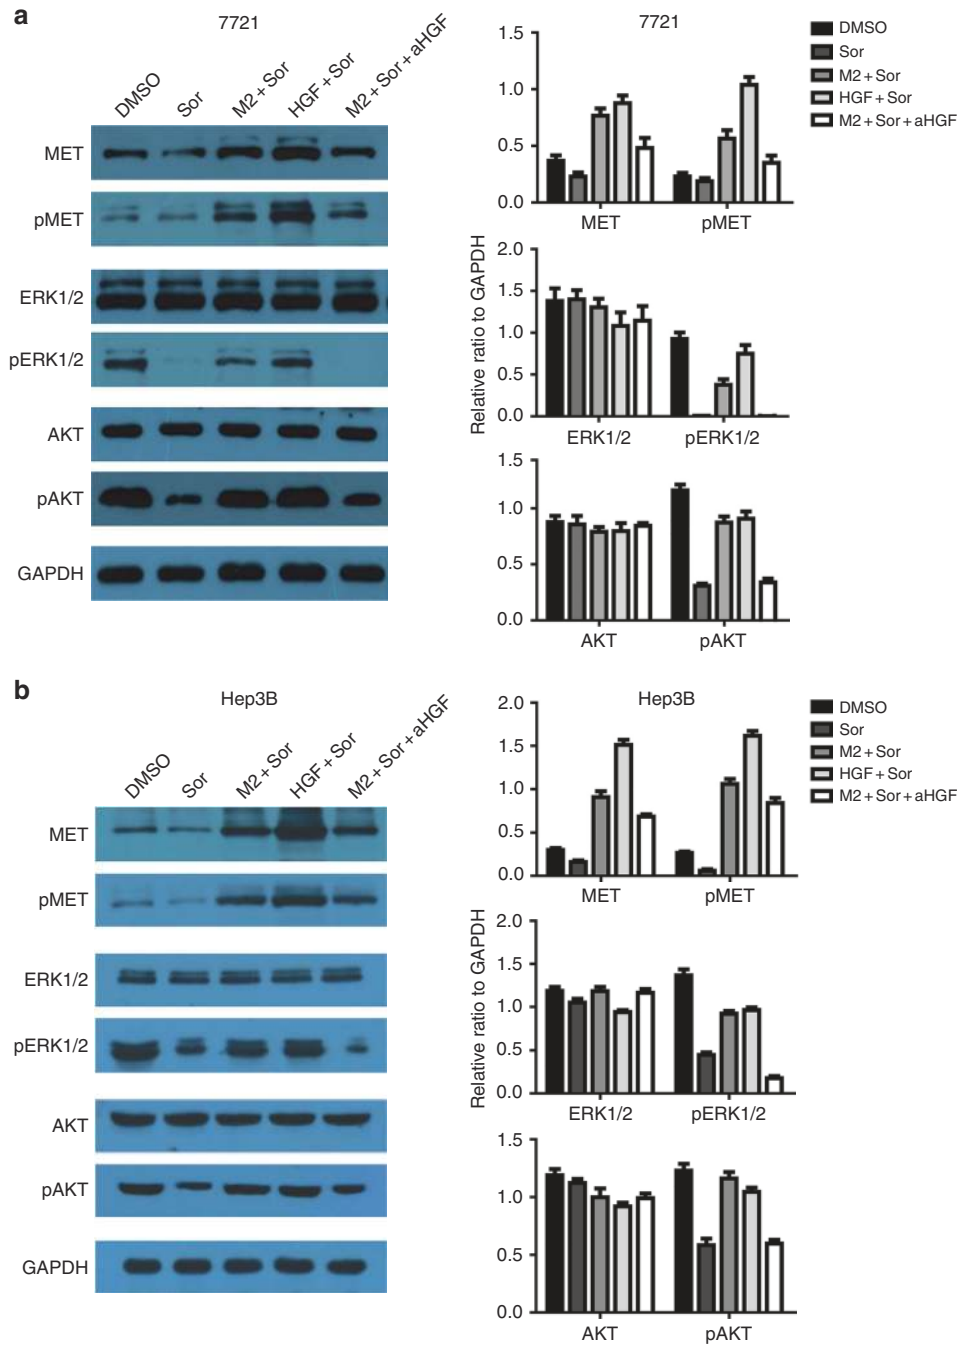 a
7721
DMSO
Sor
M2+Sor
HGF+Sor
M2+Sor+aHGF
MET
pMET
ERK1/2
pERK1/2
AKT
pAKT
GAPDH
7721
DMSO
Sor
M2+Sor
HGF+Sor
M2+Sor+aHGF
1.5
1.0
0.5
0.0
MET pMET
Relative ratio to GAPDH
2.0
1.5
1.0
0.5
0.0
ERK1/2 pERK1/2
1.5
1.0
0.5
0.0
AKT pAKT
b
Hep3B
DMSO
Sor
M2+Sor
HGF+Sor
M2+Sor+aHGF
MET
pMET
ERK1/2
pERK1/2
AKT
pAKT
GAPDH
Hep3B
DMSO
Sor
M2+Sor
HGF+Sor
M2+Sor+aHGF
2.0
1.5
1.0
0.5
0.0
MET pMET
Relative ratio to GAPDH
2.0
1.5
1.0
0.5
0.0
ERK1/2 pERK1/2
1.5
1.0
0.5
0.0
AKT pAKT